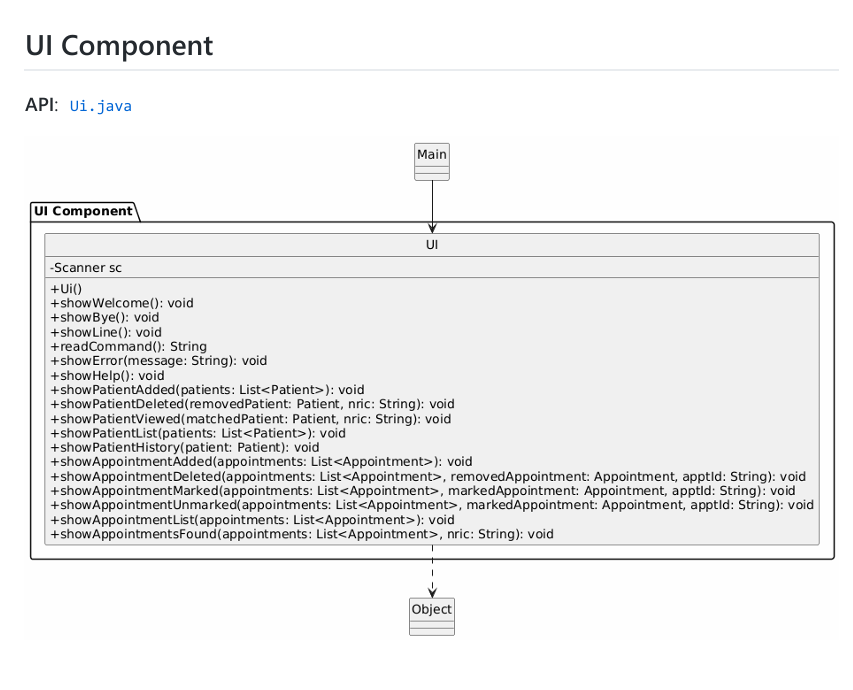 UI Component
API: Ui.java
Main
UI Component
UI
-Scanner sc
+Ui()
+showWelcome(): void
+showBye(): void
+showLine(): void
+readCommand(): String
+showError(message: String): void
+showHelp(): void
+showPatientAdded(patients: List<Patient>): void
+showPatientDeleted(removedPatient: Patient, nric: String): void
+showPatientViewed(matchedPatient: Patient, nric: String): void
+showPatientList(patients: List<Patient>): void
+showPatientHistory(patient: Patient): void
+showAppointmentAdded(appointments: List<Appointment>): void
+showAppointmentDeleted(appointments: List<Appointment>, removedAppointment: Appointment, apptId: String): void
+showAppointmentMarked(appointments: List<Appointment>, markedAppointment: Appointment, apptId: String): void
+showAppointmentUnmarked(appointments: List<Appointment>, markedAppointment: Appointment, apptId: String): void
+showAppointmentList(appointments: List<Appointment>): void
+showAppointmentsFound(appointments: List<Appointment>, nric: String): void
Object